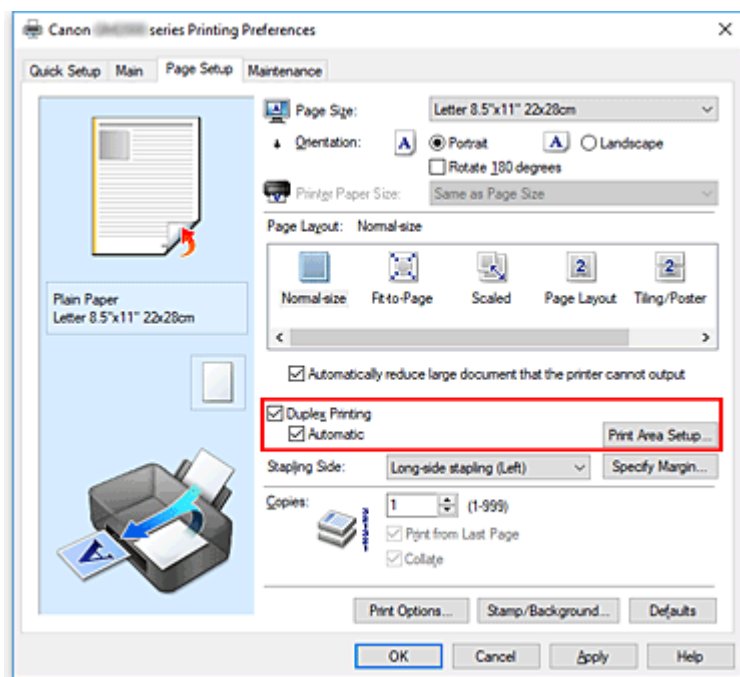 Canon series Printing Preferences
Quick Setup Main Page Setup Maintenance
Page Size: Letter 8.5"x11" 22x28cm
Orientation: A Portrait A Landscape
Rotate 180 degrees
Printer Paper Size: Same as Page Size
Page Layout: Normal-size
2 2
Normal-size Fit-to-Page Scaled Page Layout Tiling/Poster
Plain Paper
Letter 8.5"x11" 22x28cm
Automatically reduce large document that the printer cannot output
Duplex Printing
Automatic Print Area Setup...
Stapling Side: Long-side stapling (Left) Specify Margin...
Copies: 1 (1-999)
Print from Last Page
Collate
A
Print Options... Stamp/Background... Defaults
OK Cancel Apply Help